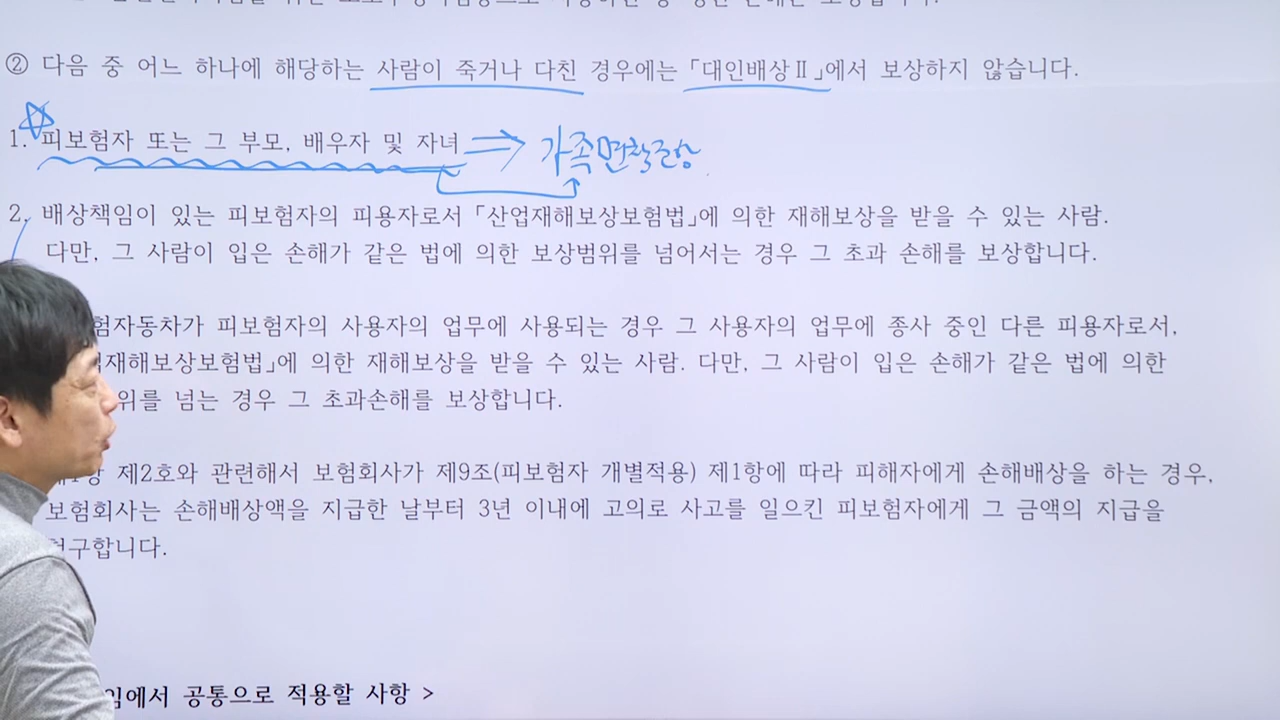 ② 다음 중 어느 하나에 해당하는 사람이 죽거나 다친 경우에는 「대인배상Ⅱ」에서 보상하지 않습니다.
1. 피보험자 또는 그 부모, 배우자 및 자녀 ⇒ 가족면책조항
2. 배상책임이 있는 피보험자의 피용자로서 「산업재해보상보험법」에 의한 재해보상을 받을 수 있는 사람.
다만, 그 사람이 입은 손해가 같은 법에 의한 보상범위를 넘어서는 경우 그 초과 손해를 보상합니다.
험자동차가 피보험자의 사용자의 업무에 사용되는 경우 그 사용자의 업무에 종사 중인 다른 피용자로서,
재해보상보험법」에 의한 재해보상을 받을 수 있는 사람. 다만, 그 사람이 입은 손해가 같은 법에 의한
위를 넘는 경우 그 초과손해를 보상합니다.
제2호와 관련해서 보험회사가 제9조(피보험자 개별적용) 제1항에 따라 피해자에게 손해배상을 하는 경우,
보험회사는 손해배상액을 지급한 날부터 3년 이내에 고의로 사고를 일으킨 피보험자에게 그 금액의 지급을
구합니다.
임에서 공통으로 적용할 사항 >